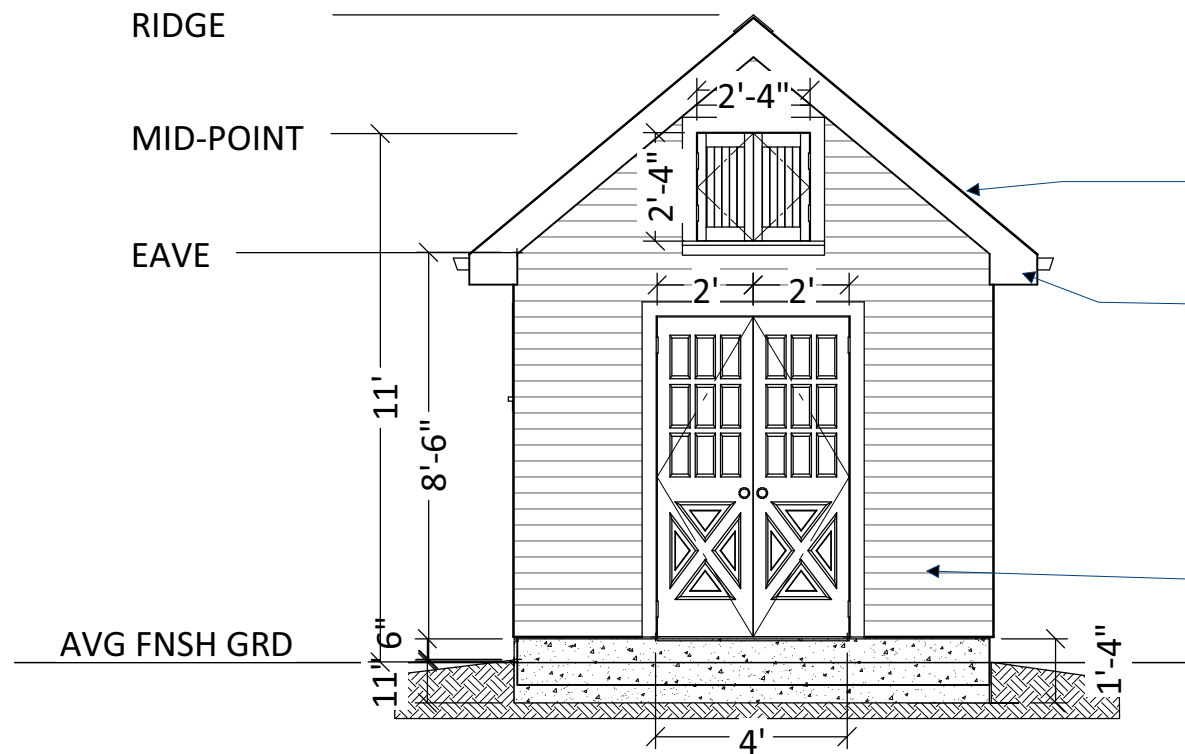 RIDGE
2'-4"
MID-POINT
2'-4"
EAVE
2'
2'
11'
8'-6"
AVG FNSH GRD
6"
11"
1'-4"
4'